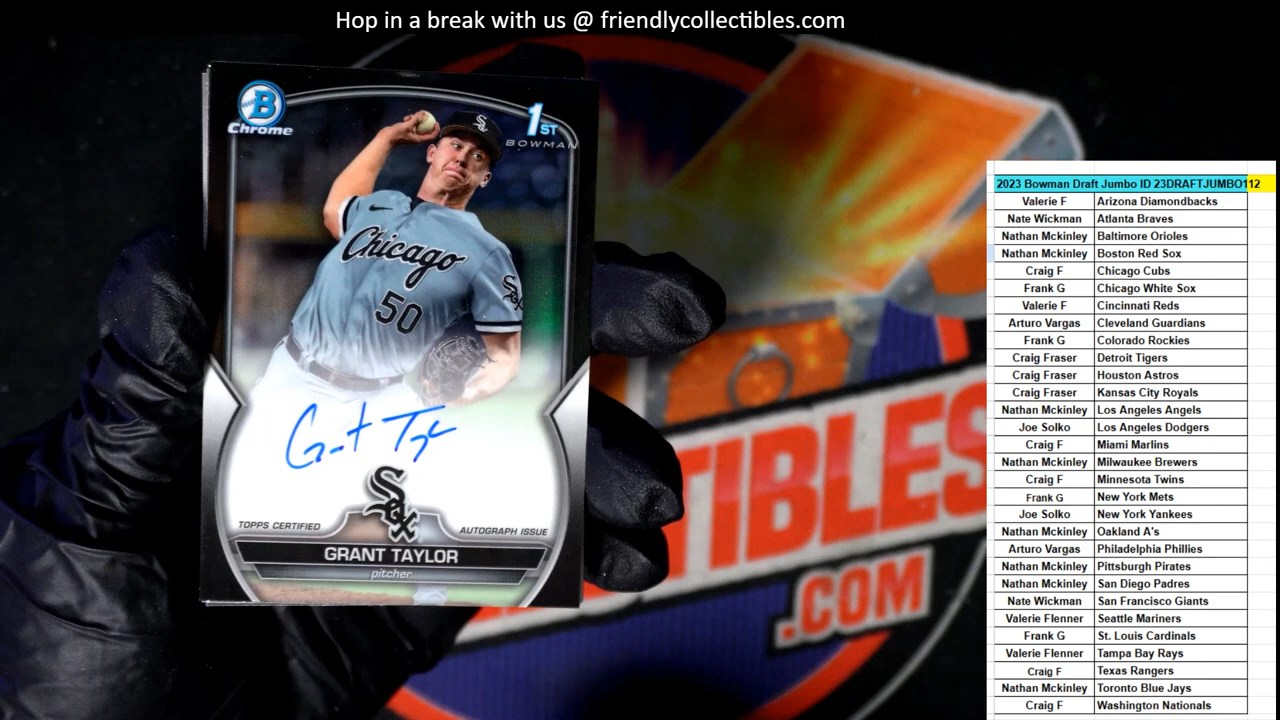 Hop in a break with us @ friendlycollectibles.com
B
Chrome
1ST
BOWMAN
Sox
Chicago
50
Sox
Grant Taylor
Sox
TOPPS CERTIFIED
AUTOGRAPH ISSUE
GRANT TAYLOR
pitcher
TIBLES
.COM
2023 Bowman Draft Jumbo ID 23DRAFTJUMBO112
Valerie F Arizona Diamondbacks
Nate Wickman Atlanta Braves
Nathan Mckinley Baltimore Orioles
Nathan Mckinley Boston Red Sox
Craig F Chicago Cubs
Frank G Chicago White Sox
Valerie F Cincinnati Reds
Arturo Vargas Cleveland Guardians
Frank G Colorado Rockies
Craig Fraser Detroit Tigers
Craig Fraser Houston Astros
Craig Fraser Kansas City Royals
Nathan Mckinley Los Angeles Angels
Joe Solko Los Angeles Dodgers
Craig F Miami Marlins
Nathan Mckinley Milwaukee Brewers
Craig F Minnesota Twins
Frank G New York Mets
Joe Solko New York Yankees
Nathan Mckinley Oakland A's
Arturo Vargas Philadelphia Phillies
Nathan Mckinley Pittsburgh Pirates
Nathan Mckinley San Diego Padres
Nate Wickman San Francisco Giants
Valerie Flenner Seattle Mariners
Frank G St. Louis Cardinals
Valerie Flenner Tampa Bay Rays
Craig F Texas Rangers
Nathan Mckinley Toronto Blue Jays
Craig F Washington Nationals